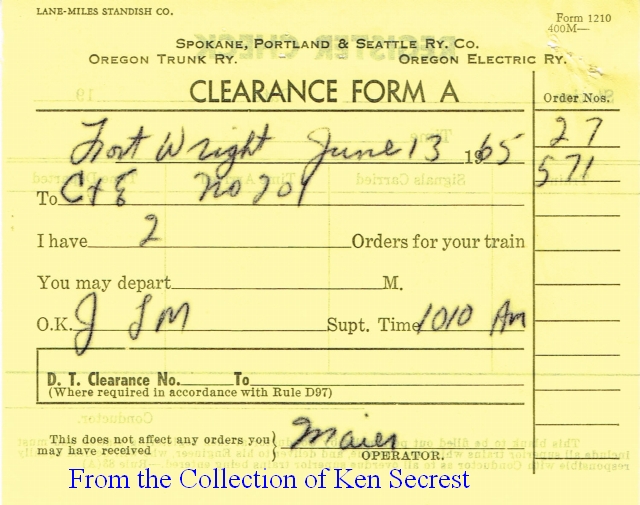 LANE-MILES STANDISH CO.
Form 1210
400M—
SPOKANE, PORTLAND & SEATTLE RY. CO.
OREGON TRUNK RY. - - OREGON ELECTRIC RY.
CLEARANCE FORM A
Order Nos.
Fort Wright June 13 1965
27
571
To C+E No 201
I have 2 Orders for your train
You may depart M.
O.K. J L M Supt. Time 1010 Am
D. T. Clearance No. To
(Where required in accordance with Rule D97)
This does not affect any orders you
may have received
Maier
OPERATOR.
From the Collection of Ken Secrest